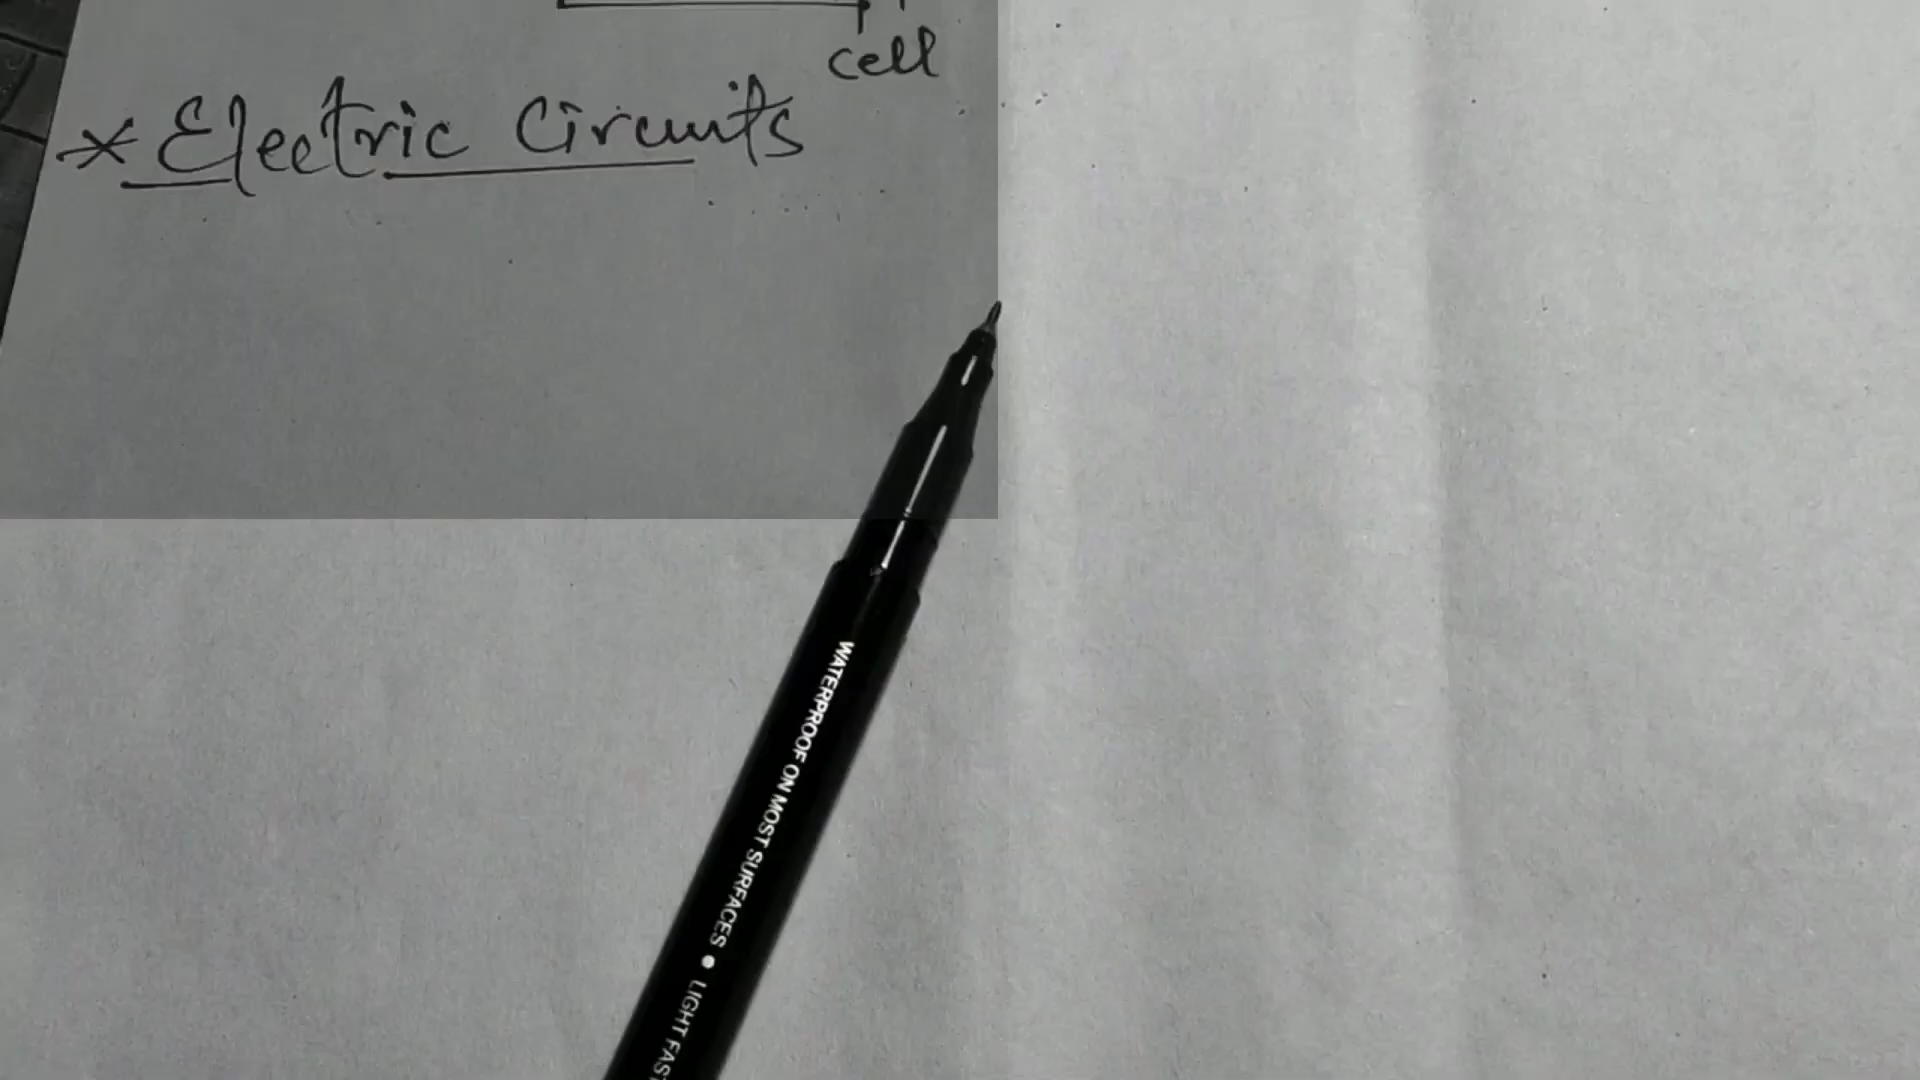 cell
* Electric Circuits
WATERPROOF ON MOST SURFACES • LIGHT FAST